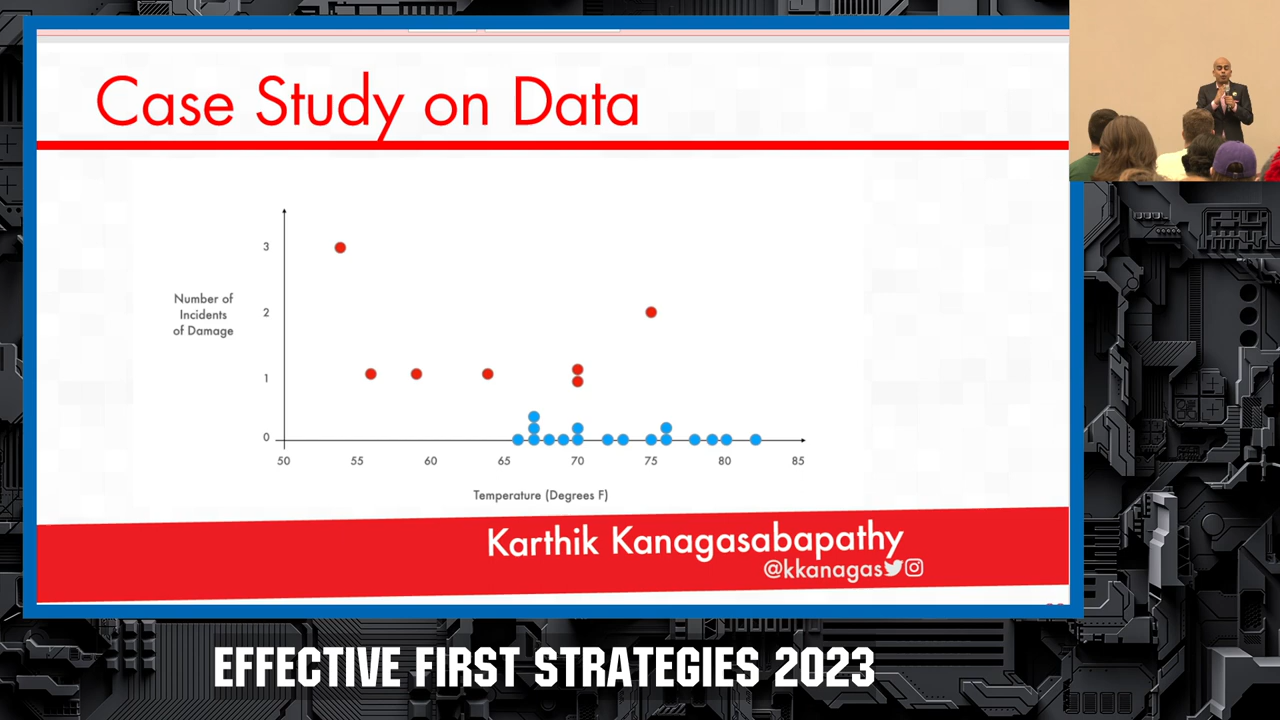 Case Study on Data
3
Number of
Incidents
of Damage
2
1
0
50 55 60 65 70 75 80 85
Temperature (Degrees F)
Karthik Kanagasabapathy
@kkanagas
EFFECTIVE FIRST STRATEGIES 2023